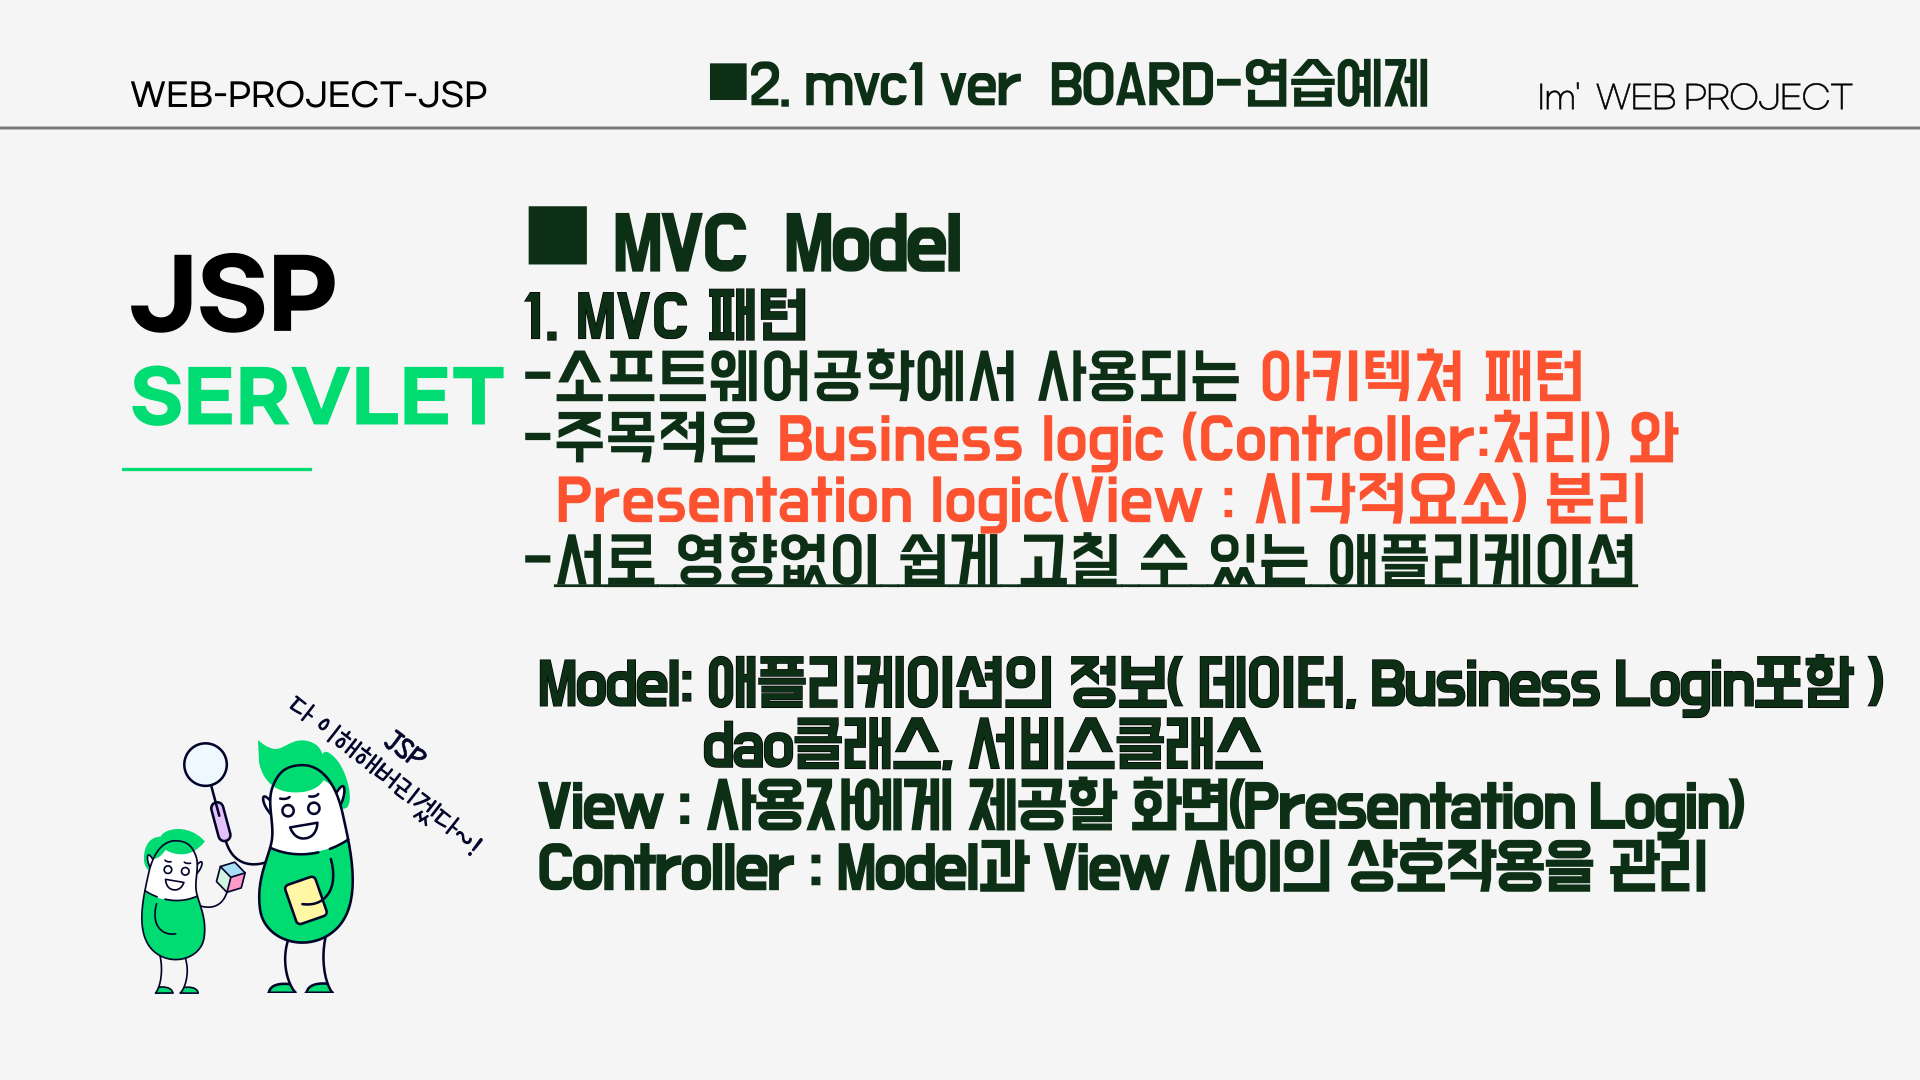 WEB-PROJECT-JSP
■2. mvc1 ver BOARD-연습예제
Im' WEB PROJECT
JSP
SERVLET
■ MVC Model
1. MVC 패턴
-소프트웨어공학에서 사용되는 아키텍쳐 패턴
-주목적은 Business logic (Controller:처리) 와
Presentation logic(View : 시각적요소) 분리
-서로 영향없이 쉽게 고칠 수 있는 애플리케이션
Model: 애플리케이션의 정보( 데이터, Business Login포함 )
dao클래스, 서비스클래스
View : 사용자에게 제공할 화면(Presentation Login)
Controller : Model과 View 사이의 상호작용을 관리
JSP
다 이해해버리겠다~!